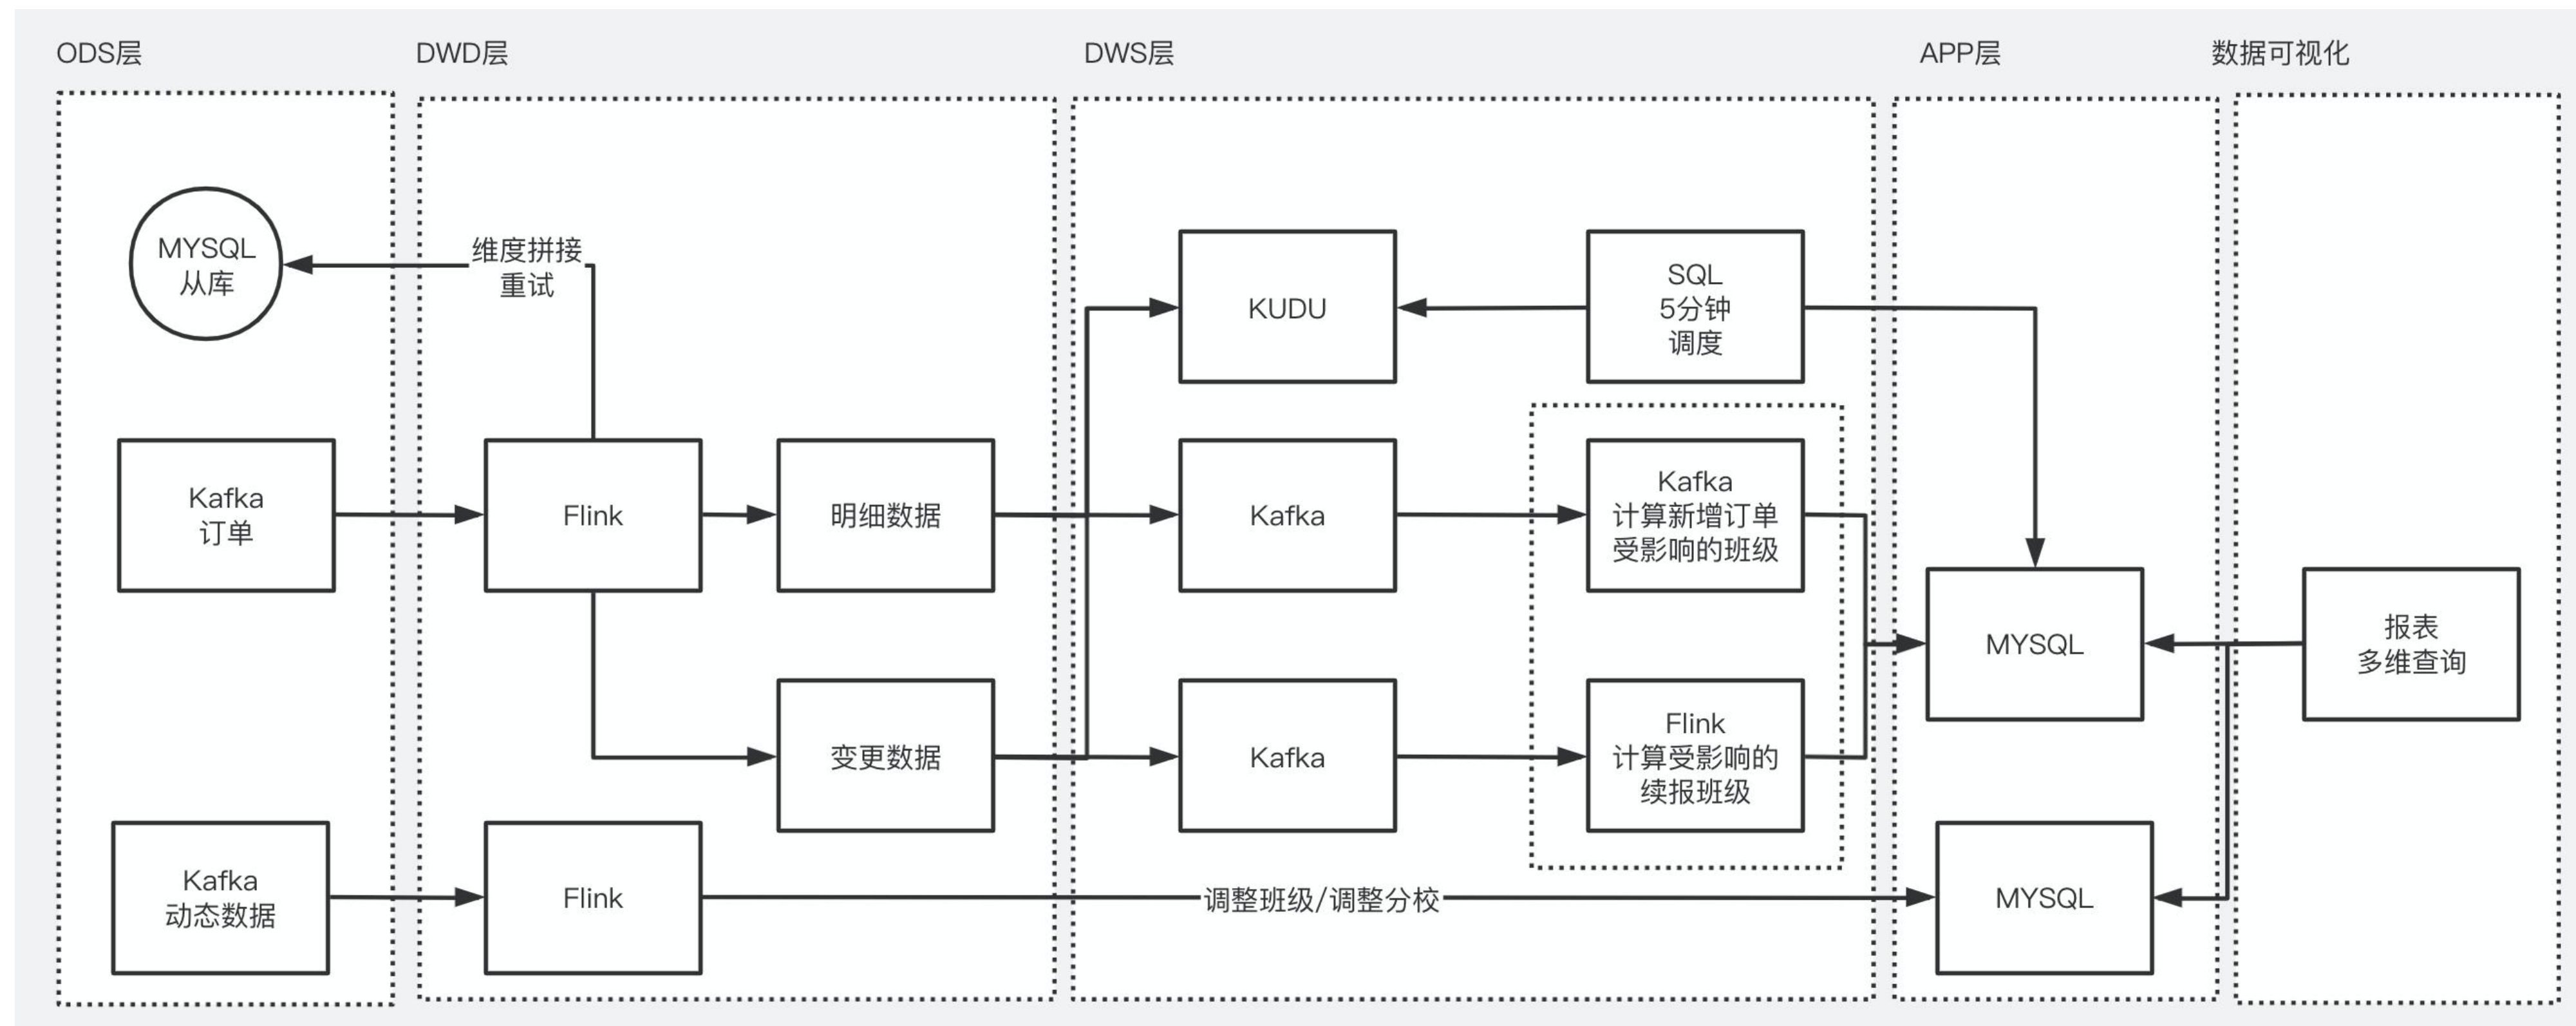 ODS层
DWD层
DWS层
APP层
数据可视化
MYSQL
从库
维度拼接
重试
KUDU
SQL
5分钟
调度
Kafka
订单
Flink
明细数据
Kafka
Kafka
计算新增订单
受影响的班级
MYSQL
报表
多维查询
变更数据
Kafka
Flink
计算受影响的
续报班级
Kafka
动态数据
Flink
调整班级/调整分校
MYSQL